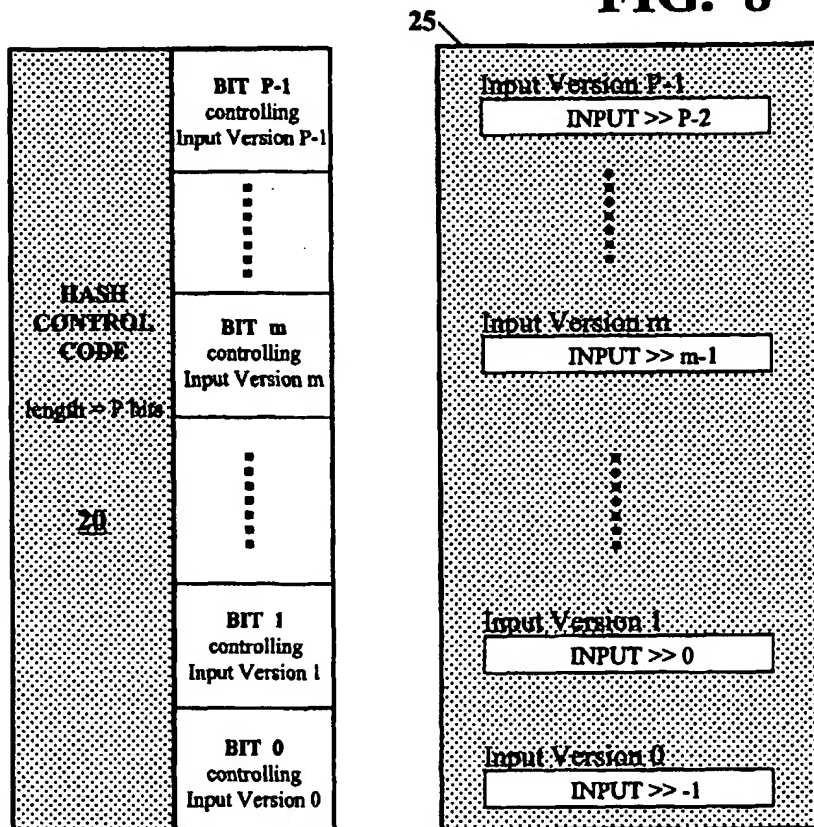 FIG. 8
25
HASH
CONTROL
CODE
length = P bits
20
BIT P-1
controlling
Input Version P-1
BIT m
controlling
Input Version m
BIT 1
controlling
Input Version 1
BIT 0
controlling
Input Version 0
Input Version P-1
INPUT >> P-2
Input Version m
INPUT >> m-1
Input Version 1
INPUT >> 0
Input Version 0
INPUT >> -1